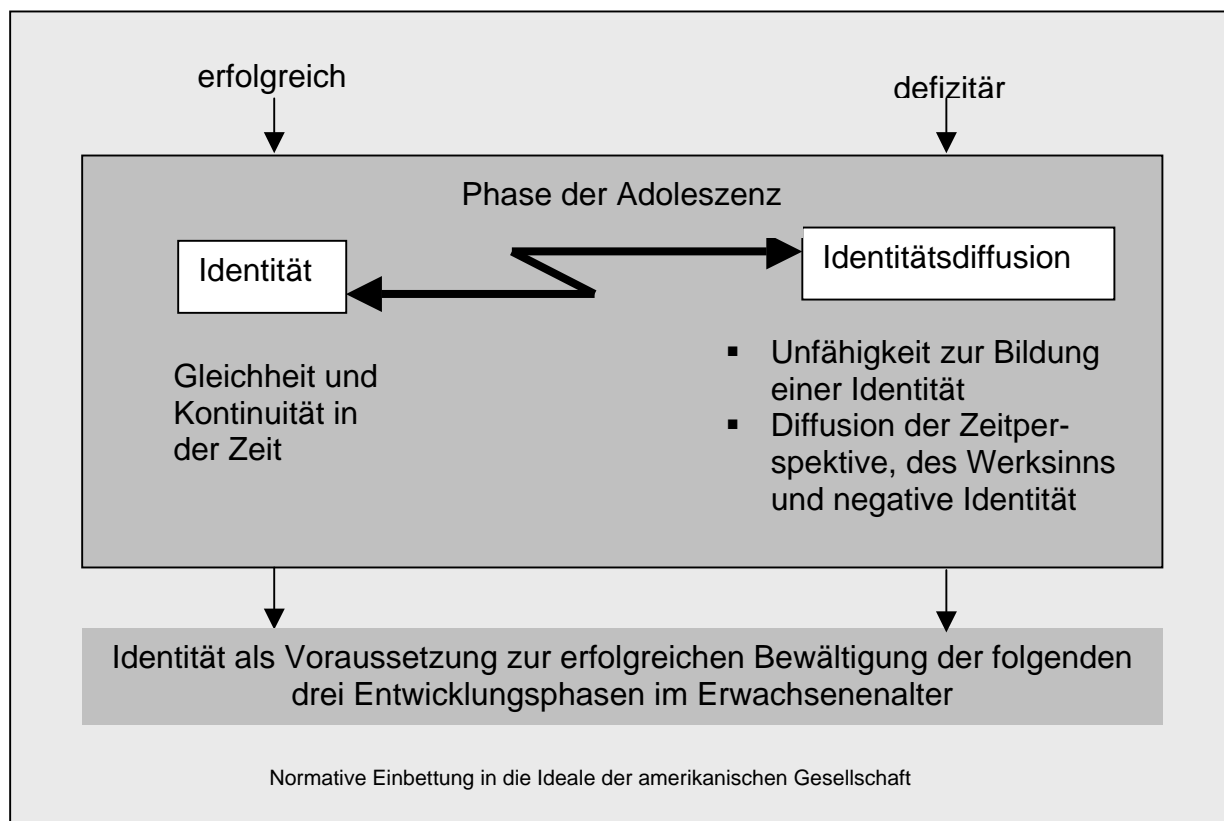 erfolgreich
defizitär
Phase der Adoleszenz
Identität
Identitätsdiffusion
Gleichheit und
Kontinuität in
der Zeit
▪ Unfähigkeit zur Bildung
einer Identität
▪ Diffusion der Zeitper-
spektive, des Werksinns
und negative Identität
Identität als Voraussetzung zur erfolgreichen Bewältigung der folgenden
drei Entwicklungsphasen im Erwachsenenalter
Normative Einbettung in die Ideale der amerikanischen Gesellschaft